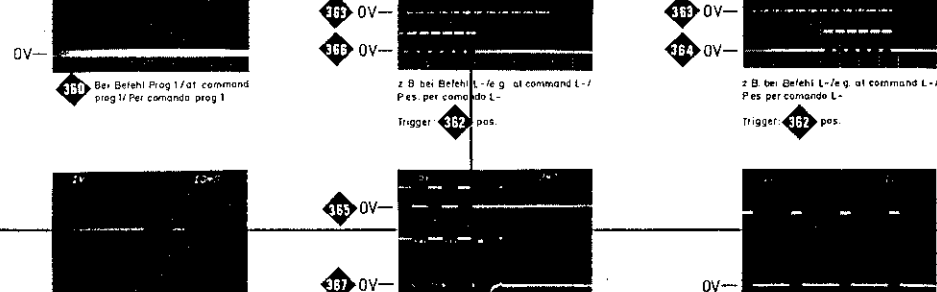 363 0V 363 0V
0V 366 0V 364 0V
360 Bei Befehl Prog 1/at command
prog 1/ Per comando prog 1
z B. bei Befehl L-/e g. at command L-/
P es. per comando L-
Trigger: 362 pos.
z B. bei Befehl L-/e g. at command L-/
P es. per comando L-
Trigger: 362 pos.
365 0V
367 0V 0V